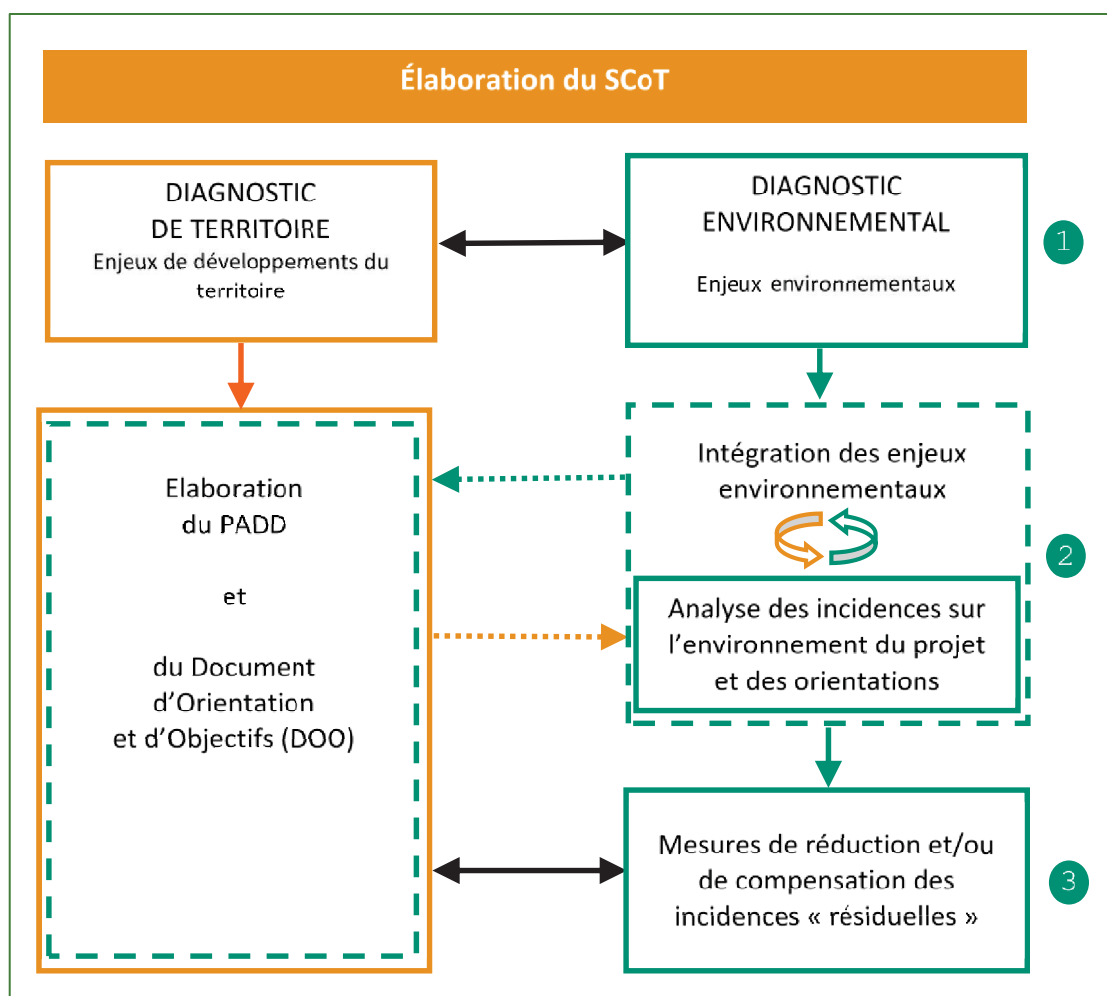 Élaboration du SCoT
DIAGNOSTIC
DE TERRITOIRE
Enjeux de développements du
territoire
DIAGNOSTIC
ENVIRONNEMENTAL
Enjeux environnementaux
1
Elaboration
du PADD
et
du Document
d’Orientation
et d’Objectifs (DOO)
Intégration des enjeux
environnementaux
Analyse des incidences sur
l’environnement du projet
et des orientations
2
Mesures de réduction et/ou
de compensation des
incidences « résiduelles »
3